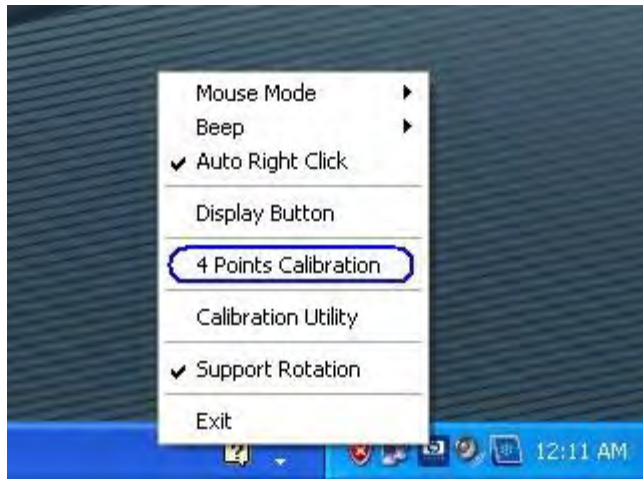 Mouse Mode
Beep
Auto Right Click
Display Button
4 Points Calibration
Calibration Utility
Support Rotation
Exit
12:11 AM